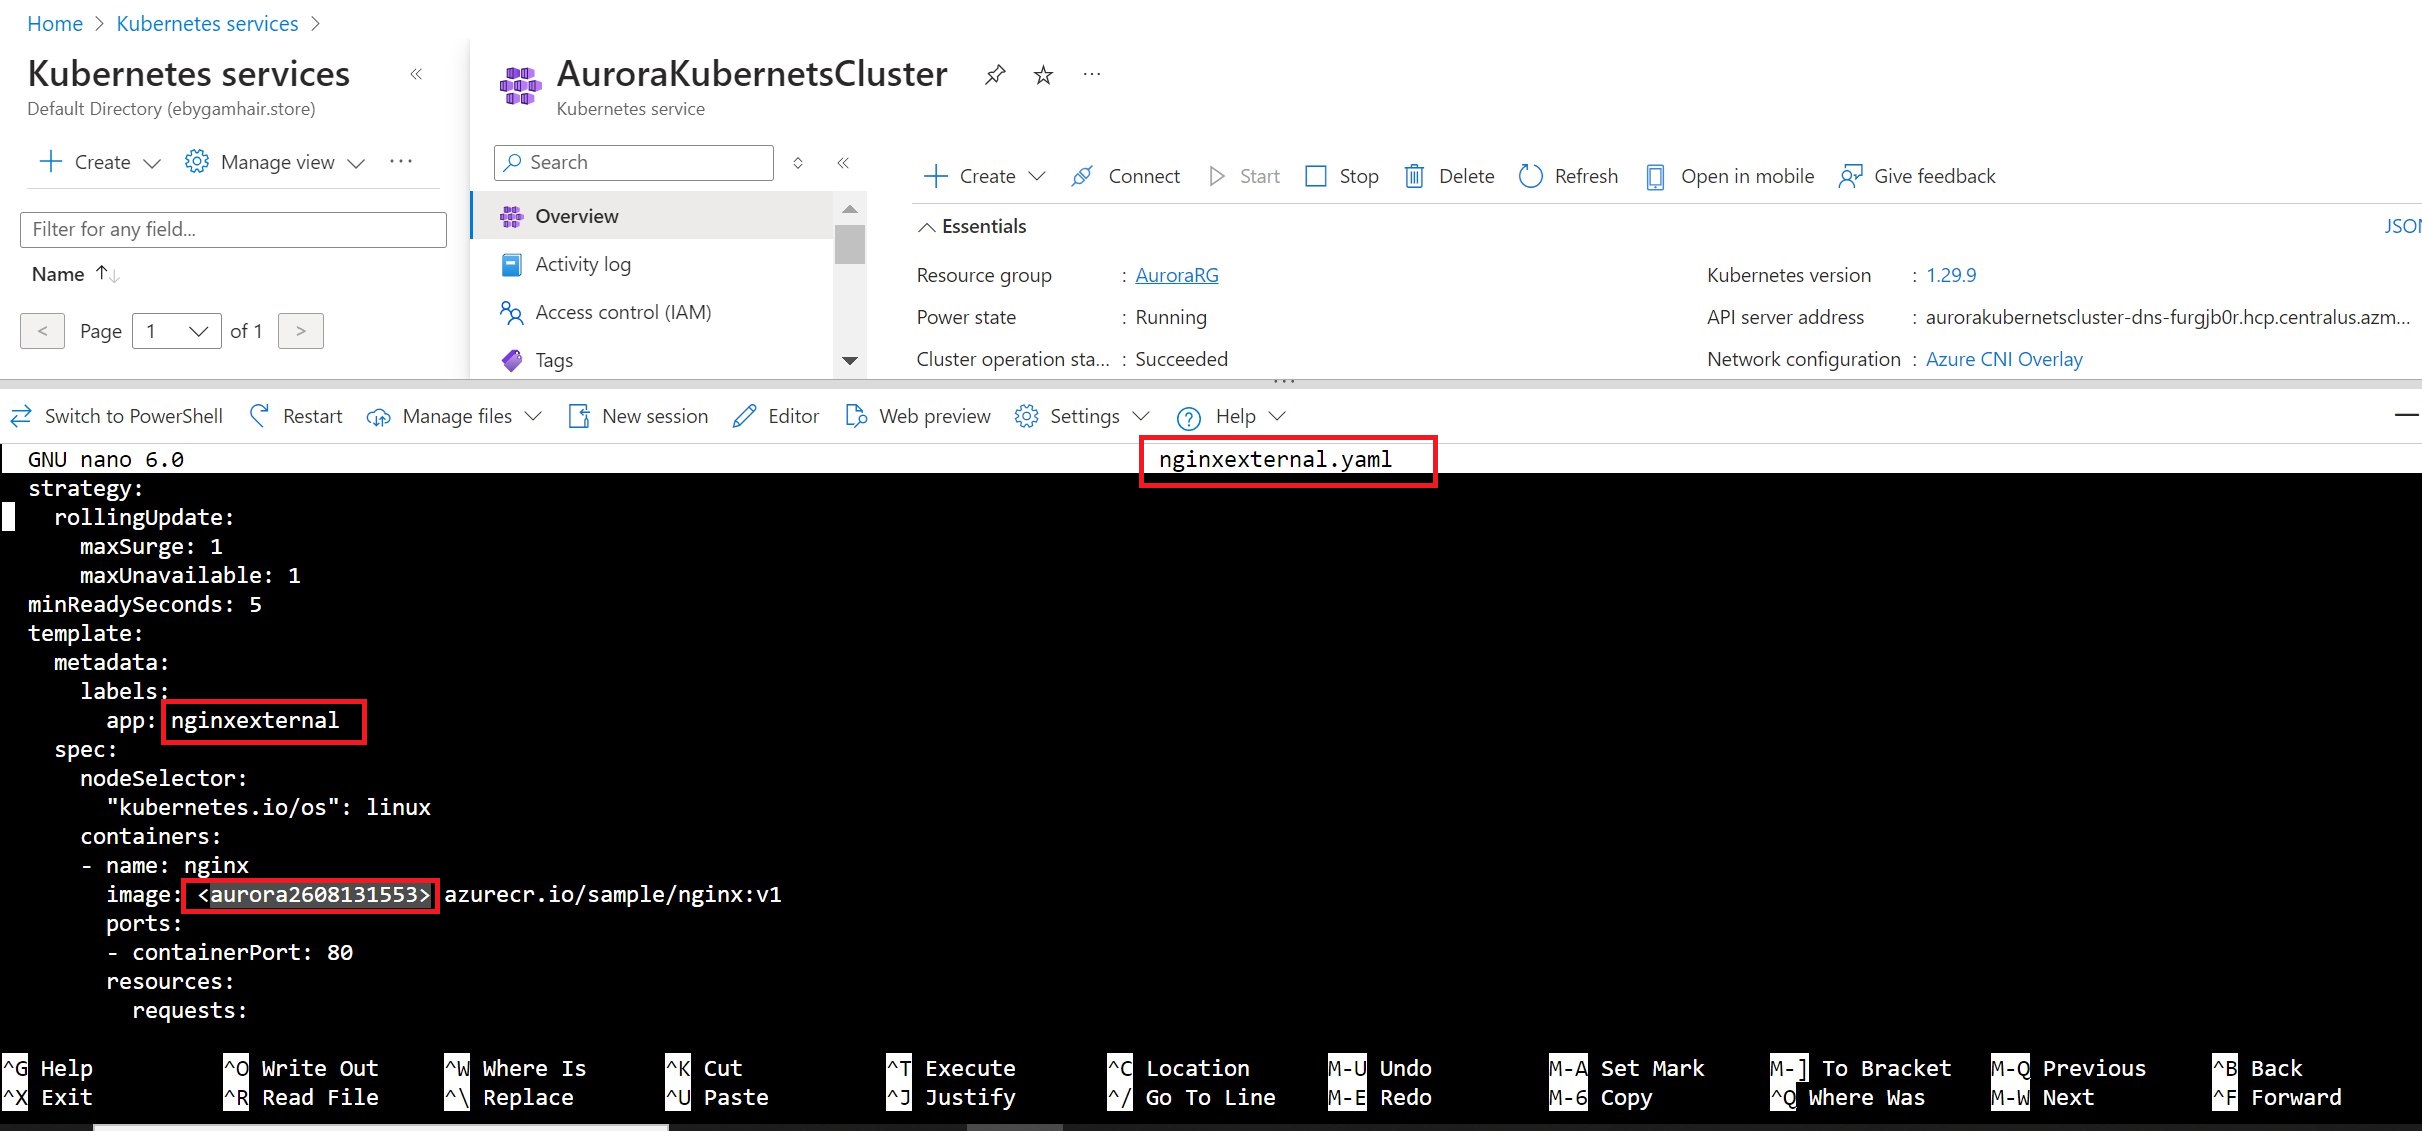 Home > Kubernetes services >
Kubernetes services «
Default Directory (ebygamhair.store)
+ Create Manage view ...
Filter for any field...
Name ↑↓
< Page 1 of 1 >
AuroraKubernetsCluster ...
Kubernetes service
Search «
Overview
Activity log
Access control (IAM)
Tags
+ Create Connect Start Stop Delete Refresh Open in mobile Give feedback
Essentials
JSON
Resource group : AuroraRG
Power state : Running
Cluster operation sta... : Succeeded
Kubernetes version : 1.29.9
API server address : aurorakubernetscluster-dns-furgjb0r.hcp.centralus.azm...
Network configuration : Azure CNI Overlay
Switch to PowerShell Restart Manage files New session Editor Web preview Settings ? Help
GNU nano 6.0 nginxexternal.yaml
strategy:
rollingUpdate:
maxSurge: 1
maxUnavailable: 1
minReadySeconds: 5
template:
metadata:
labels:
app: nginxexternal
spec:
nodeSelector:
"kubernetes.io/os": linux
containers:
- name: nginx
image: <aurora2608131553> azurecr.io/sample/nginx:v1
ports:
- containerPort: 80
resources:
requests:
^G Help ^O Write Out ^W Where Is ^K Cut ^T Execute ^C Location M-U Undo M-A Set Mark M-] To Bracket M-Q Previous ^B Back
^X Exit ^R Read File ^\ Replace ^U Paste ^J Justify ^/ Go To Line M-E Redo M-6 Copy ^Q Where Was M-W Next ^F Forward